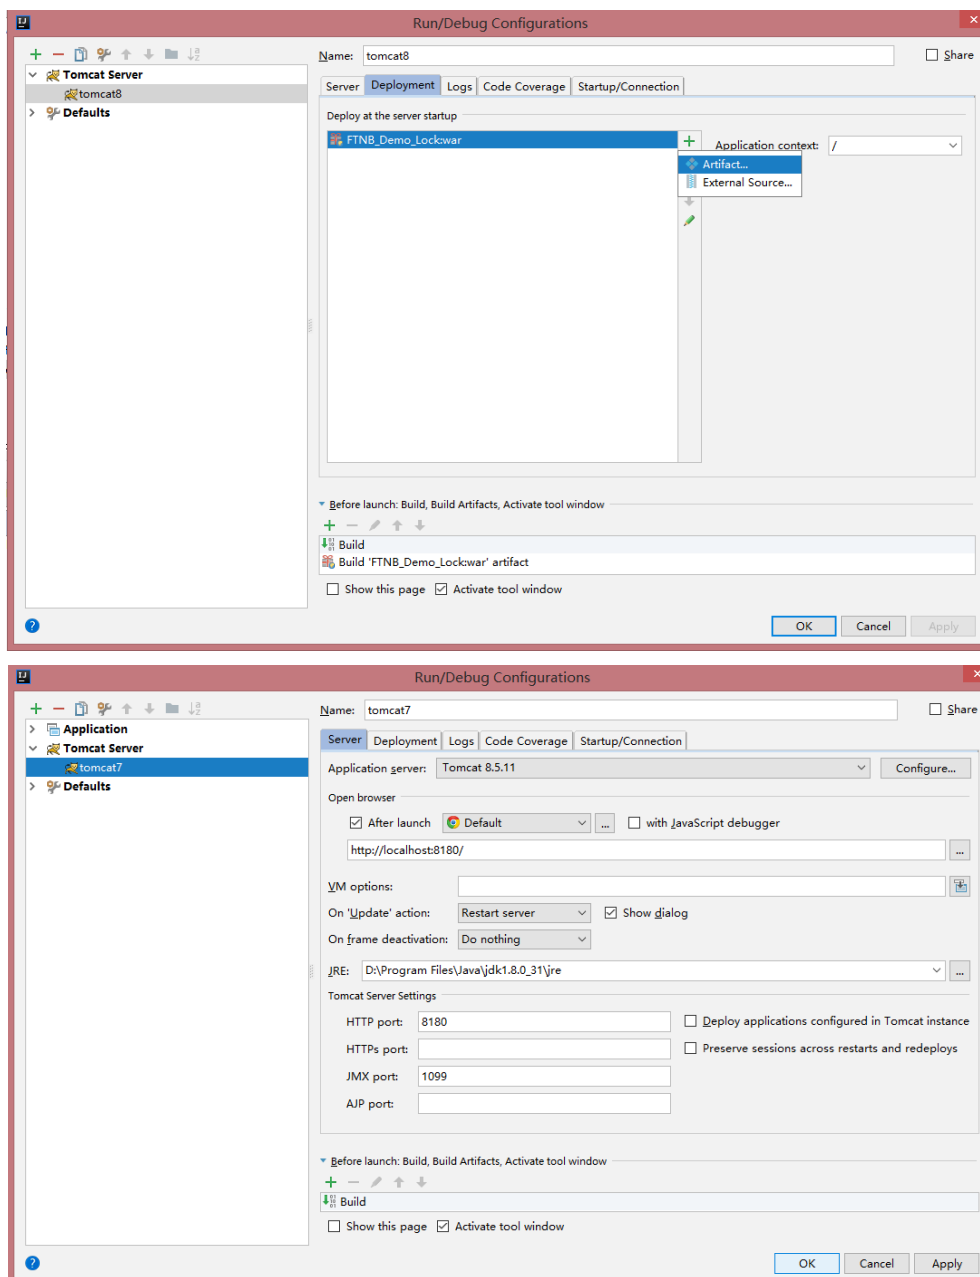 Run/Debug Configurations
Name: tomcat8
Share
Tomcat Server
tomcat8
Defaults
Server Deployment Logs Code Coverage Startup/Connection
Deploy at the server startup
FTNB_Demo_Lock:war
Application context: /
Artifact...
External Source...
Before launch: Build, Build Artifacts, Activate tool window
Build
Build 'FTNB_Demo_Lock:war' artifact
Show this page Activate tool window
OK Cancel Apply
Run/Debug Configurations
Name: tomcat7
Share
Application
Tomcat Server
tomcat7
Defaults
Server Deployment Logs Code Coverage Startup/Connection
Application server: Tomcat 8.5.11 Configure...
Open browser
After launch Default ... with JavaScript debugger
http://localhost:8180/ ...
VM options:
On 'Update' action: Restart server Show dialog
On frame deactivation: Do nothing
JRE: D:\Program Files\Java\jdk1.8.0_31\jre ...
Tomcat Server Settings
HTTP port: 8180 Deploy applications configured in Tomcat instance
HTTPs port: Preserve sessions across restarts and redeploys
JMX port: 1099
AJP port:
Before launch: Build, Build Artifacts, Activate tool window
Build
Show this page Activate tool window
OK Cancel Apply